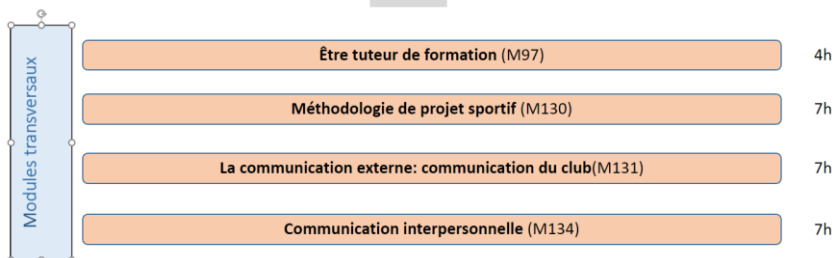 Modules transversaux
Être tuteur de formation (M97) 4h
Méthodologie de projet sportif (M130) 7h
La communication externe: communication du club(M131) 7h
Communication interpersonnelle (M134) 7h